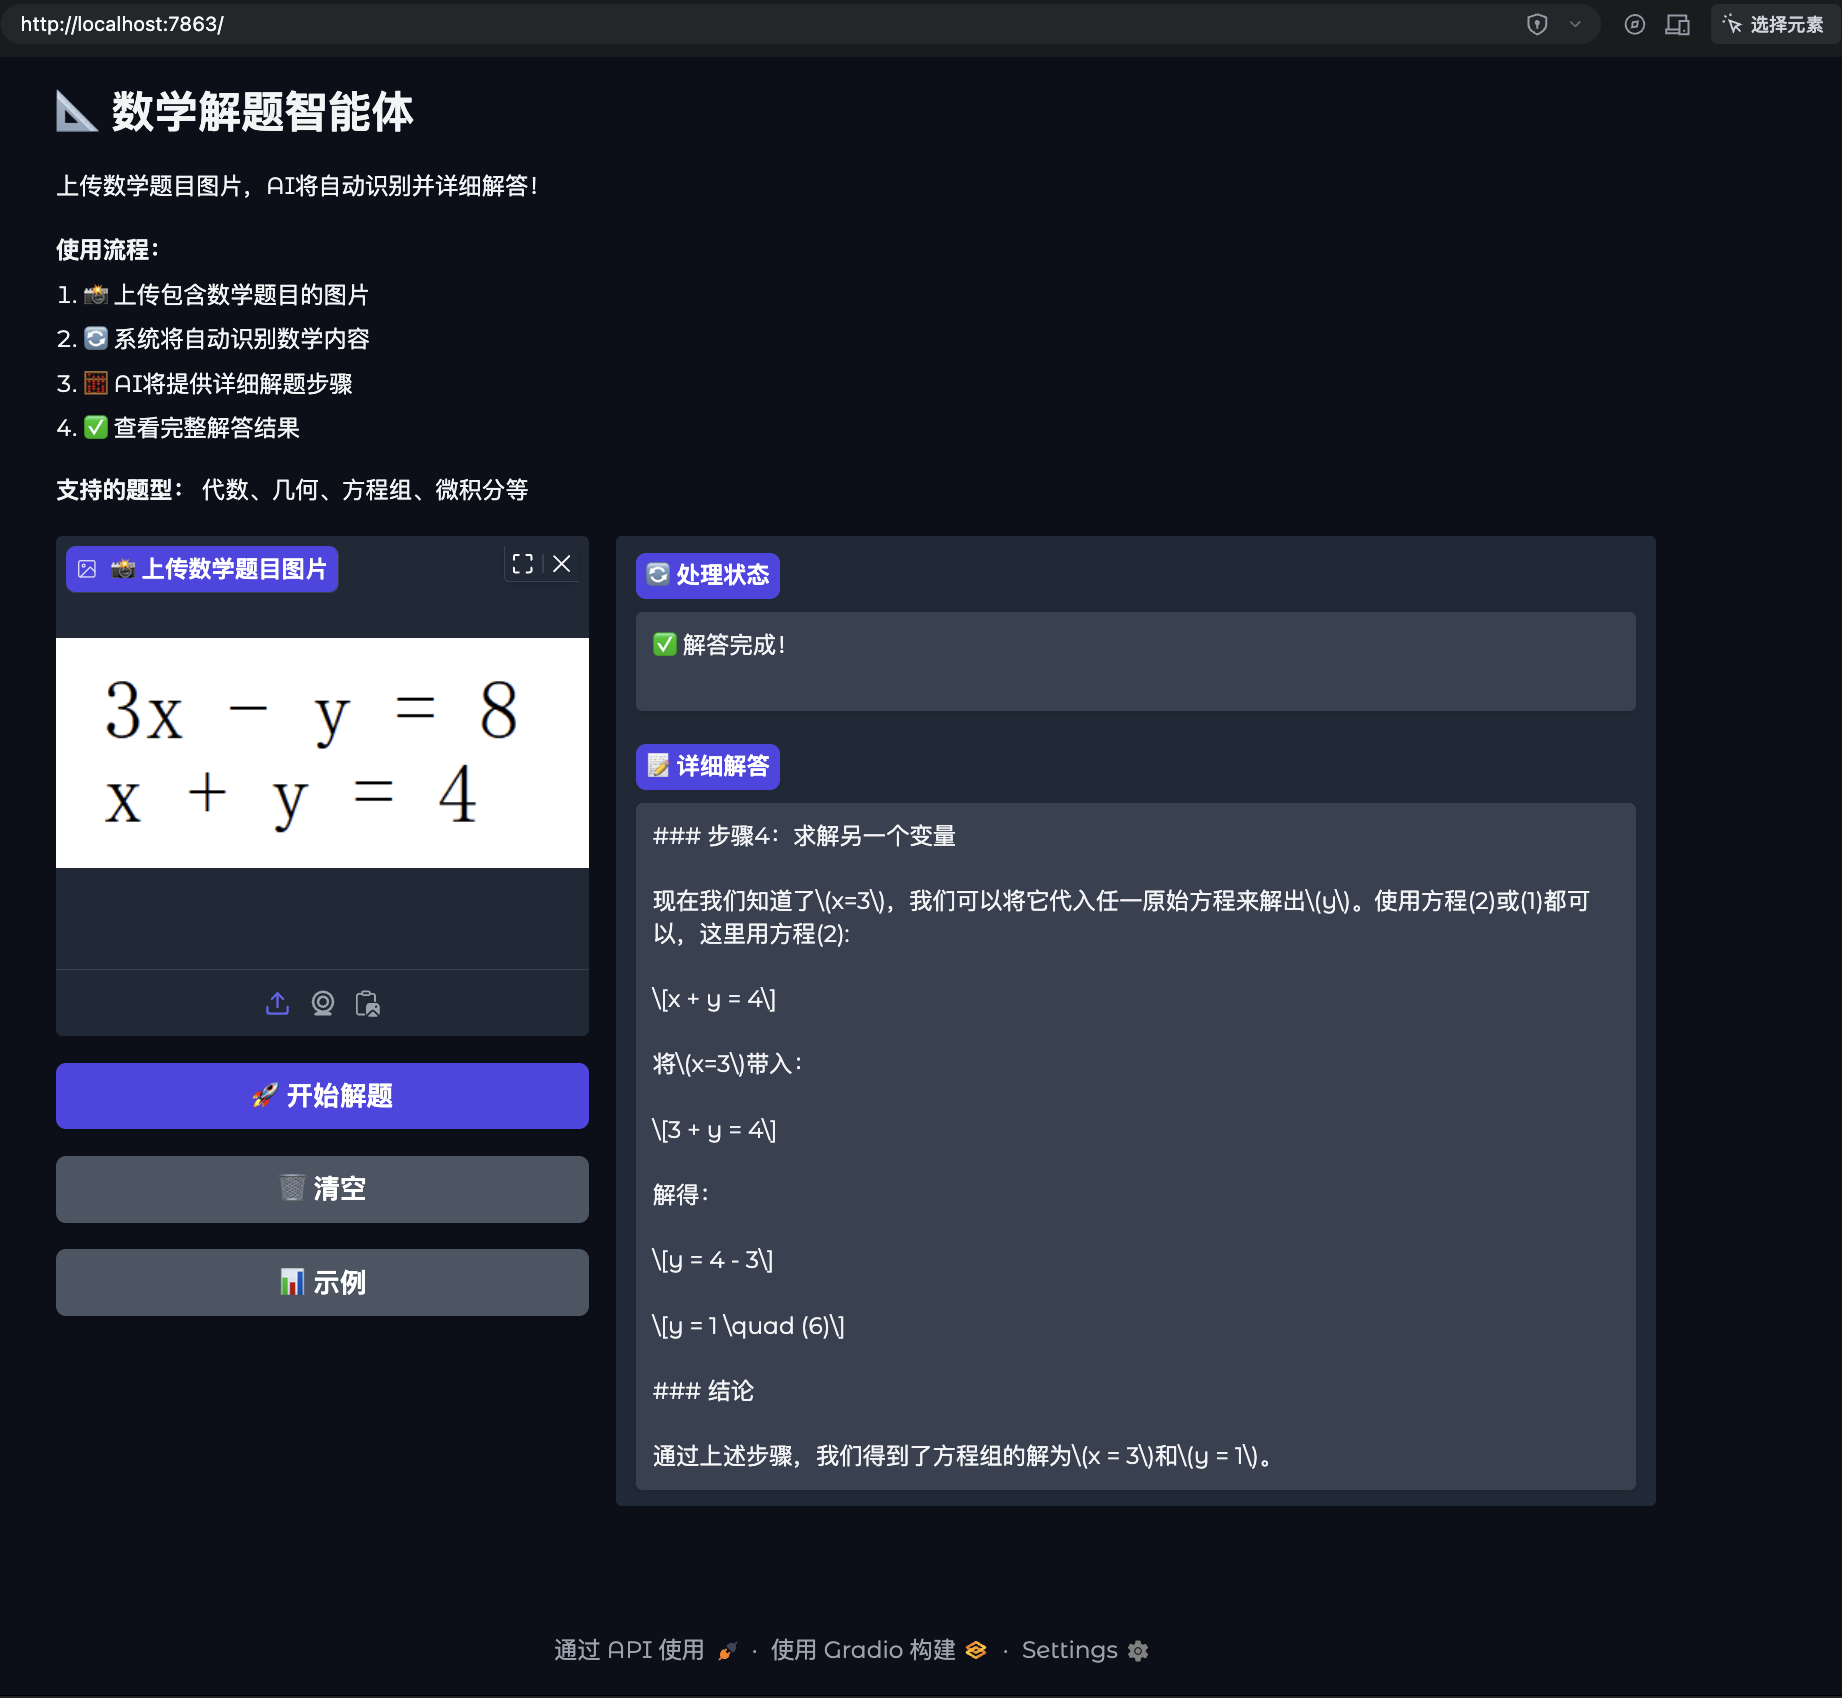 http://localhost:7863/
选择元素
📐 数学解题智能体
上传数学题目图片，AI将自动识别并详细解答！
使用流程：
1. 📸 上传包含数学题目的图片
2. 🔄 系统将自动识别数学内容
3. 🧮 AI将提供详细解题步骤
4. ✅ 查看完整解答结果
支持的题型： 代数、几何、方程组、微积分等
📸 上传数学题目图片
3x - y = 8
x + y = 4
🚀 开始解题
🗑️ 清空
📊 示例
🔄 处理状态
✅ 解答完成！
📝 详细解答
### 步骤4：求解另一个变量
现在我们知道了\(x=3\)，我们可以将它代入任一原始方程来解出\(y\)。使用方程(2)或(1)都可
以，这里用方程(2):
\[x + y = 4\]
将\(x=3\)带入：
\[3 + y = 4\]
解得：
\[y = 4 - 3\]
\[y = 1 \quad (6)\]
### 结论
通过上述步骤，我们得到了方程组的解为\(x = 3\)和\(y = 1\)。
通过 API 使用 · 使用 Gradio 构建 · Settings